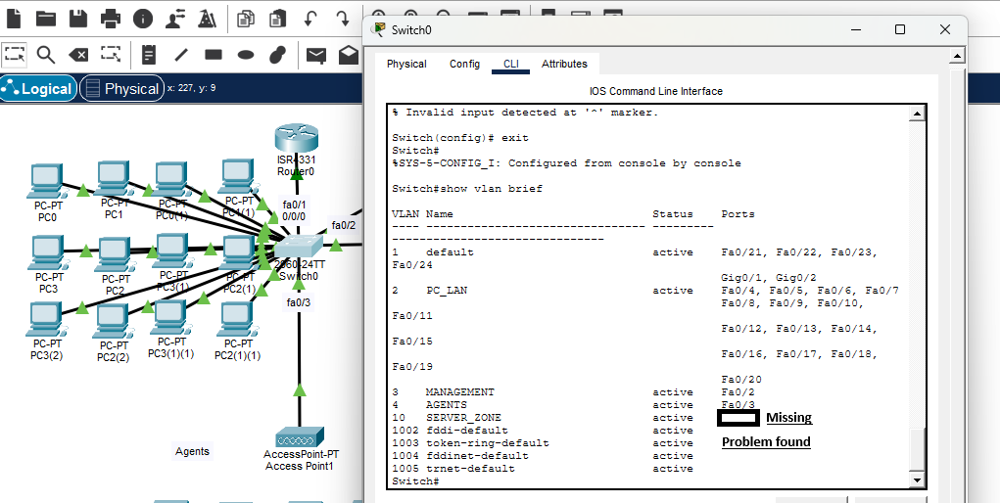 Switch0
Physical Config CLI Attributes
Logical Physical x: 227, y: 9
IOS Command Line Interface
% Invalid input detected at '^' marker.
Switch(config)# exit
Switch#
%SYS-5-CONFIG_I: Configured from console by console
Switch#show vlan brief
VLAN Name Status Ports
---- -------------------------------- ---------
-------------------------------
1 default active Fa0/21, Fa0/22, Fa0/23,
Fa0/24
Gig0/1, Gig0/2
2 PC_LAN active Fa0/4, Fa0/5, Fa0/6, Fa0/7
Fa0/8, Fa0/9, Fa0/10,
Fa0/11
Fa0/12, Fa0/13, Fa0/14,
Fa0/15
Fa0/16, Fa0/17, Fa0/18,
Fa0/19
Fa0/20
3 MANAGEMENT active Fa0/2
4 AGENTS active Fa0/3
10 SERVER_ZONE active
1002 fddi-default active
1003 token-ring-default active
1004 fddinet-default active
1005 trnet-default active
Switch#
Missing
Problem found
Router0
fa0/1
0/0/0
fa0/2
PC-PT
PC0
PC-PT
PC1
PC-PT
PC0(1)
PC-PT
PC1(1)
PC-PT
PC3
PC-PT
PC2
PC-PT
PC3(1)
PC-PT
PC2(1)
Switch0
fa0/3
PC-PT
PC3(2)
PC-PT
PC2(2)
PC-PT
PC3(1)(1)
PC-PT
PC2(1)(1)
Agents
AccessPoint-PT
Access Point1